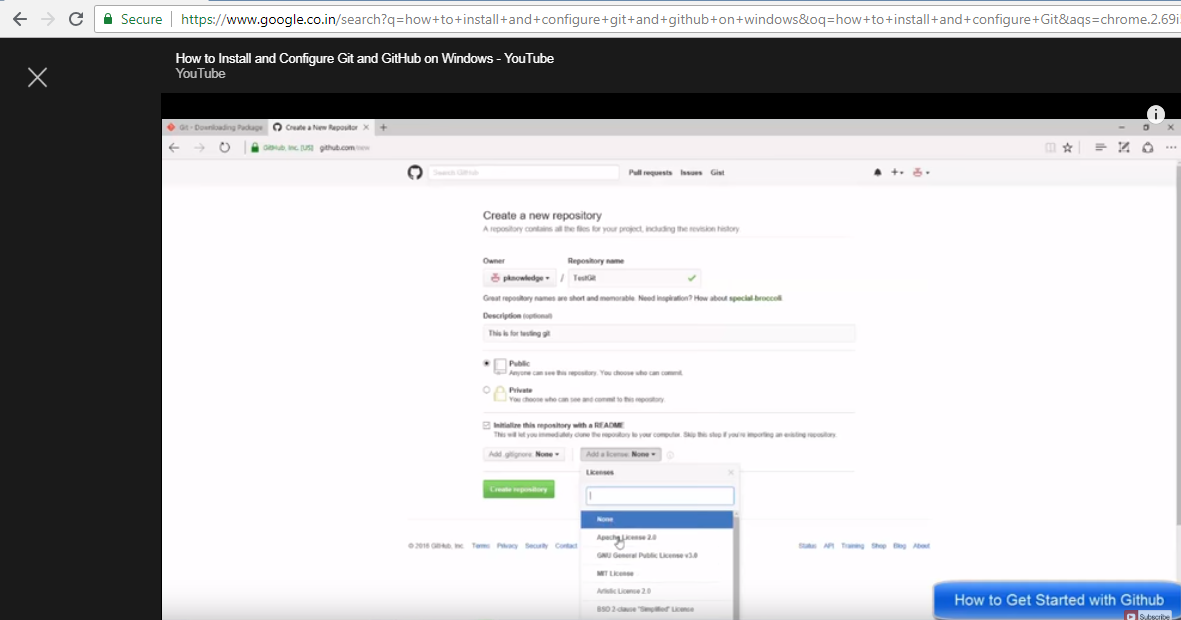 Secure | https://www.google.co.in/search?q=how+to+install+and+configure+git+and+github+on+windows&oq=how+to+install+and+configure+Git&aqs=chrome.2.69i
How to Install and Configure Git and GitHub on Windows - YouTube
YouTube
Git - Downloading Package
Create a New Repositor
GitHub, Inc. [US] github.com/new
Search GitHub
Pull requests Issues Gist
Create a new repository
A repository contains all the files for your project, including the revision history.
Owner Repository name
pknowledge / TestGit
Great repository names are short and memorable. Need inspiration? How about special-broccoli.
Description (optional)
This is for testing git
Public
Anyone can see this repository. You choose who can commit.
Private
You choose who can see and commit to this repository.
Initialize this repository with a README
This will let you immediately clone the repository to your computer. Skip this step if you're importing an existing repository.
Add .gitignore: None Add a license: None
Licenses
Create repository
None
Apache License 2.0
© 2016 GitHub, Inc. Terms Privacy Security Contact Status API Training Shop Blog About
GNU General Public License v3.0
MIT License
Artistic License 2.0
BSD 2-clause "Simplified" License
How to Get Started with Github
Subscribe